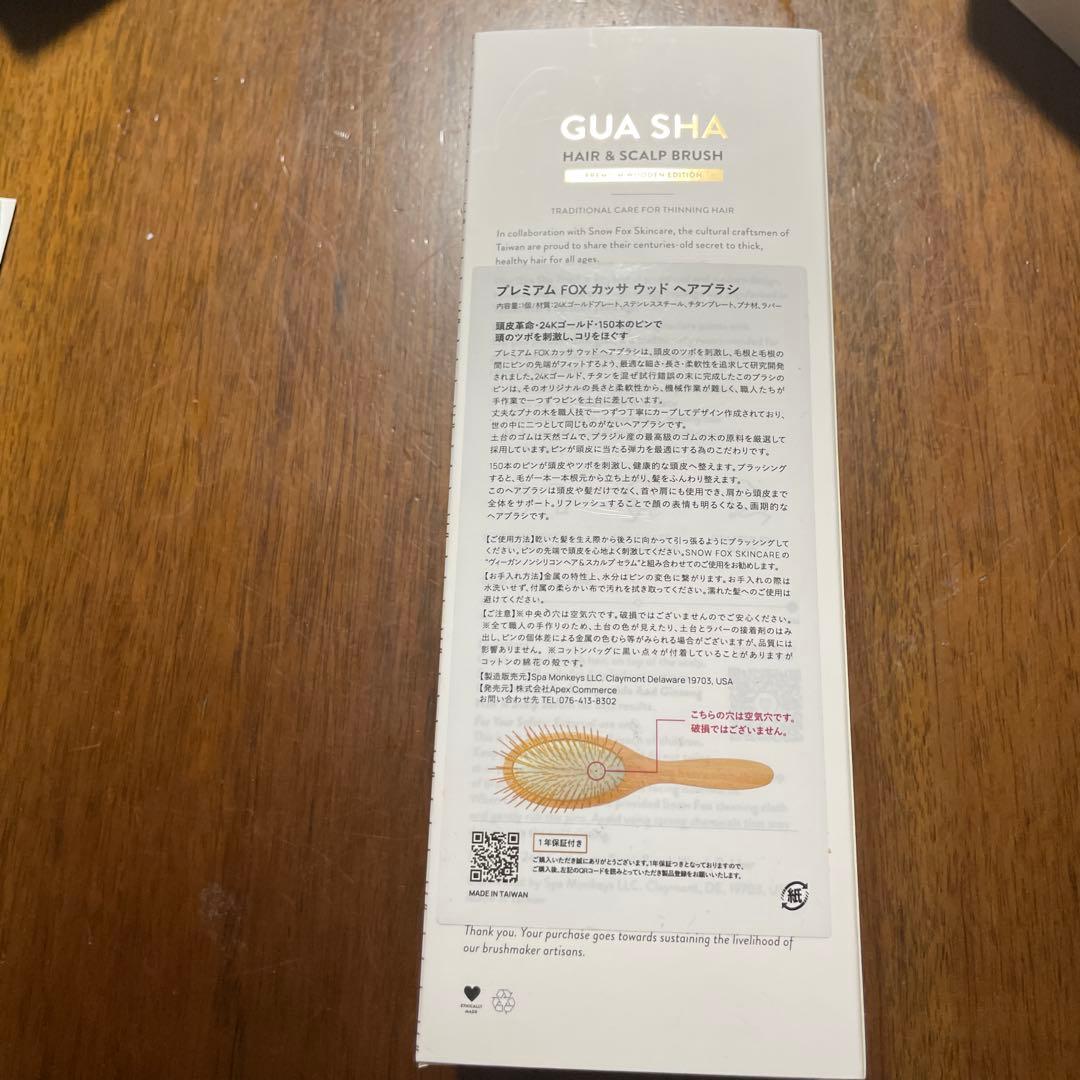 GUA SHA
HAIR & SCALP BRUSH
PREMIUM WOODEN EDITION
TRADITIONAL CARE FOR THINNING HAIR
In collaboration with Snow Fox Skincare, the cultural craftsmen of
Taiwan are proud to share their centuries-old secret to thick,
healthy hair for all ages.
プレミアム FOX カッサ ウッド ヘアブラシ
内容量:1個/材質:24Kゴールドプレート、ステンレススチール、チタンプレート、ブナ材、ラバー
頭皮革命・24Kゴールド・150本のピンで
頭のツボを刺激し、コリをほぐす
プレミアム FOX カッサ ウッド ヘアブラシは、頭皮のツボを刺激し、毛根と毛根の
間にピンの先端がフィットするよう、最適な細さ・長さ・柔軟性を追求して研究開発
されました。24Kゴールド、チタンを混ぜ試行錯誤の末に完成したこのブラシの
ピンは、そのオリジナルの長さと柔軟性から、機械作業が難しく、職人たちが
手作業で一つずつピンを土台に差しています。
丈夫なブナの木を職人技で一つずつ丁寧にカーブしてデザイン作成されており、
世の中に二つとして同じものがないヘアブラシです。
土台のゴムは天然ゴムで、ブラジル産の最高級のゴムの木の原料を厳選して
採用しています。ピンが頭皮に当たる弾力を最適にする為のこだわりです。
150本のピンが頭皮やツボを刺激し、健康的な頭皮へ整えます。ブラッシング
すると、毛が一本一本根元から立ち上がり、髪をふんわり整えます。
このヘアブラシは頭皮や髪だけでなく、首や肩にも使用でき、肩から頭皮まで
全体をサポート。リフレッシュすることで顔の表情も明るくなる、画期的な
ヘアブラシです。
【ご使用方法】乾いた髪を生え際から後ろに向かって引っ張るようにブラッシングして
ください。ピンの先端で頭皮を心地よく刺激してください。SNOW FOX SKINCAREの
"ヴィーガン ノンシリコン ヘア&スカルプ セラム"と組み合わせてのご使用をお勧めします。
【お手入れ方法】金属の特性上、水分はピンの変色に繋がります。お手入れの際は
水洗いせず、付属の柔らかい布で汚れを拭き取ってください。濡れた髪へのご使用は
避けてください。
【ご注意】※中央の穴は空気穴です。破損ではございませんのでご安心ください。
※全て職人の手作りのため、土台の色が見えたり、土台とラバーの接着剤のはみ
出し、ピンの個体差による金属の色むら等がみられる場合がございますが、品質には
影響ありません。※コットンバッグに黒い点々が付着していることがありますが
コットンの綿花の殻です。
【製造販売元】Spa Monkeys LLC. Claymont Delaware 19703, USA
【発売元】株式会社Apex Commerce
お問い合わせ先 TEL 076-413-8302
こちらの穴は空気穴です。
破損ではございません。
1年保証付き
ご購入いただき誠にありがとうございます。1年保証つきとなっておりますので、
ご購入後、左記のQRコードを読みとっていただき製品登録をお願いいたします。
MADE IN TAIWAN
紙
Thank you. Your purchase goes towards sustaining the livelihood of
our brushmaker artisans.
ETHICALLY
MADE